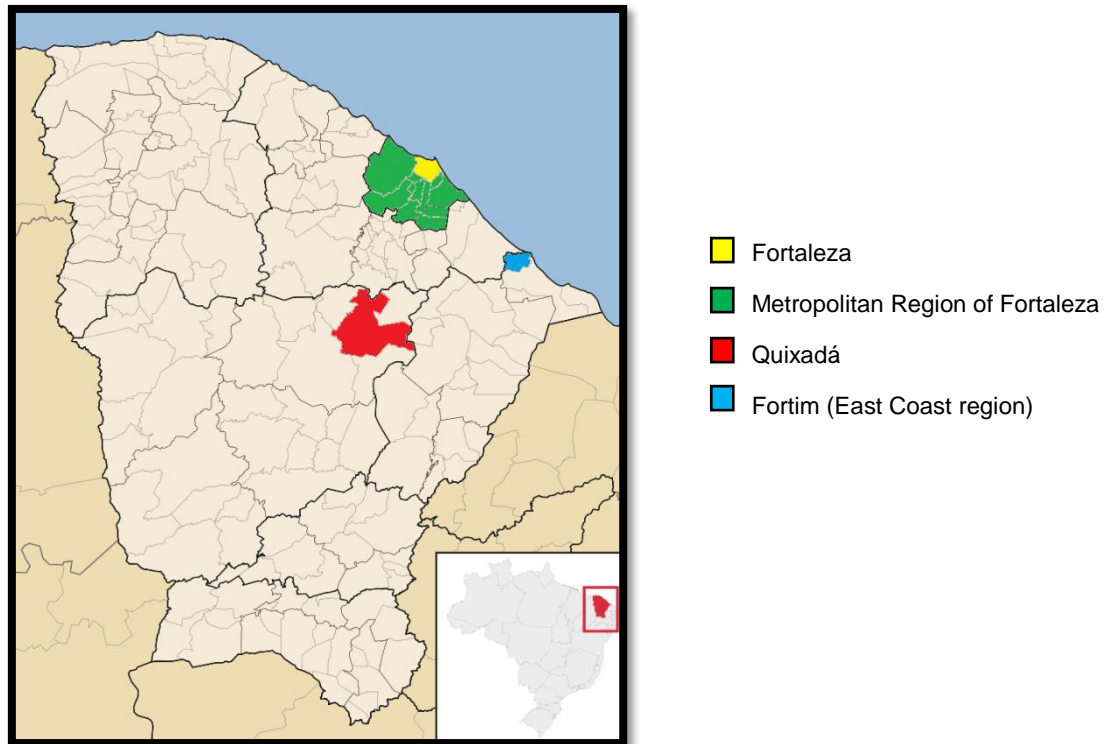 Fortaleza
Metropolitan Region of Fortaleza
Quixadá
Fortim (East Coast region)